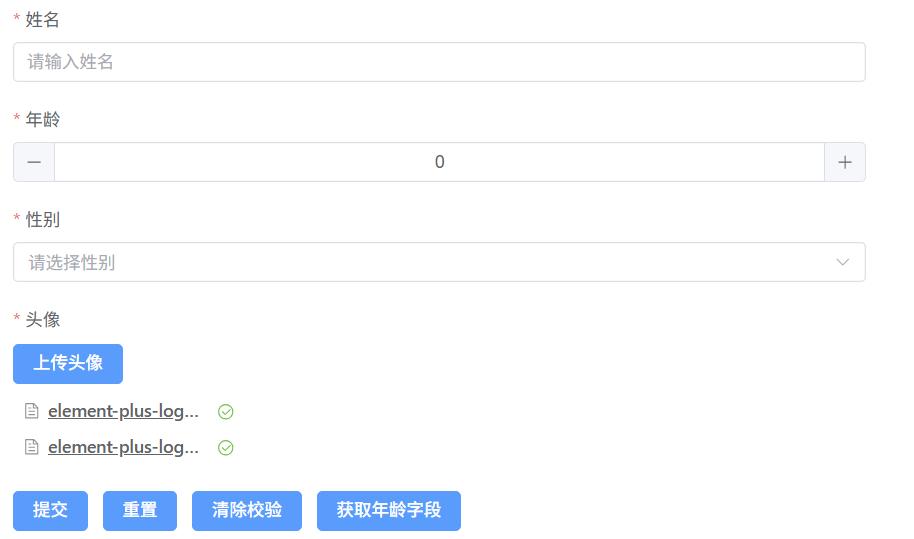 * 姓名
请输入姓名
* 年龄
0
* 性别
请选择性别
* 头像
上传头像
element-plus-log...
element-plus-log...
提交 重置 清除校验 获取年龄字段